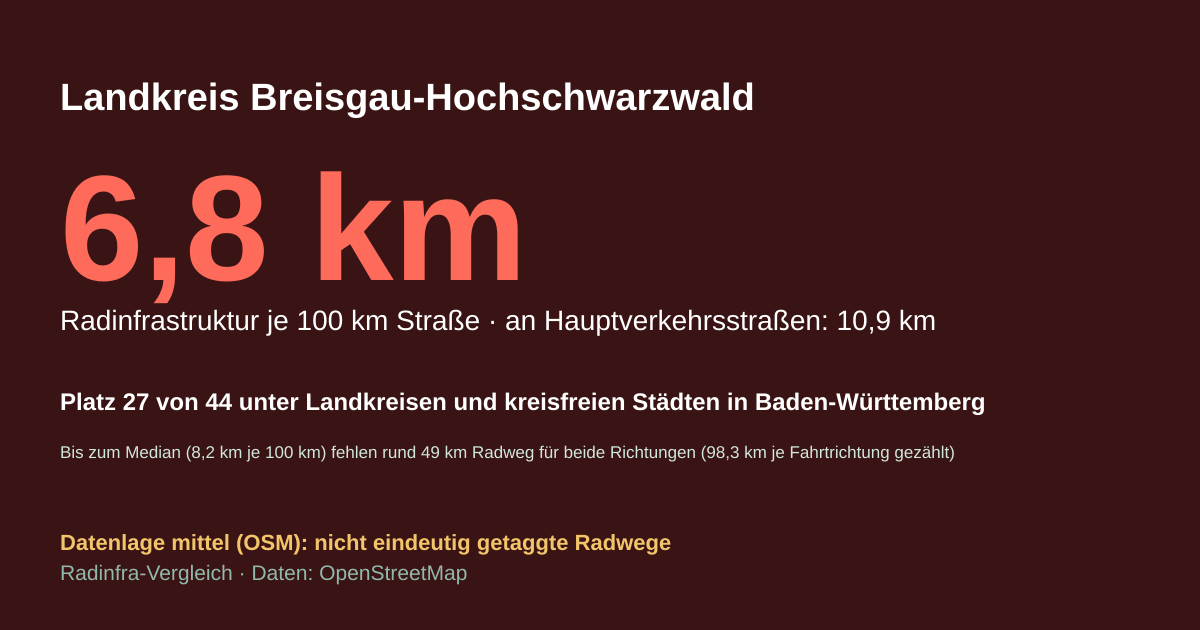 Landkreis Breisgau-Hochschwarzwald
6,8 km
Radinfrastruktur je 100 km Straße · an Hauptverkehrsstraßen: 10,9 km
Platz 27 von 44 unter Landkreisen und kreisfreien Städten in Baden-Württemberg
Bis zum Median (8,2 km je 100 km) fehlen rund 49 km Radweg für beide Richtungen (98,3 km je Fahrtrichtung gezählt)
Datenlage mittel (OSM): nicht eindeutig getaggte Radwege
Radinfra-Vergleich · Daten: OpenStreetMap